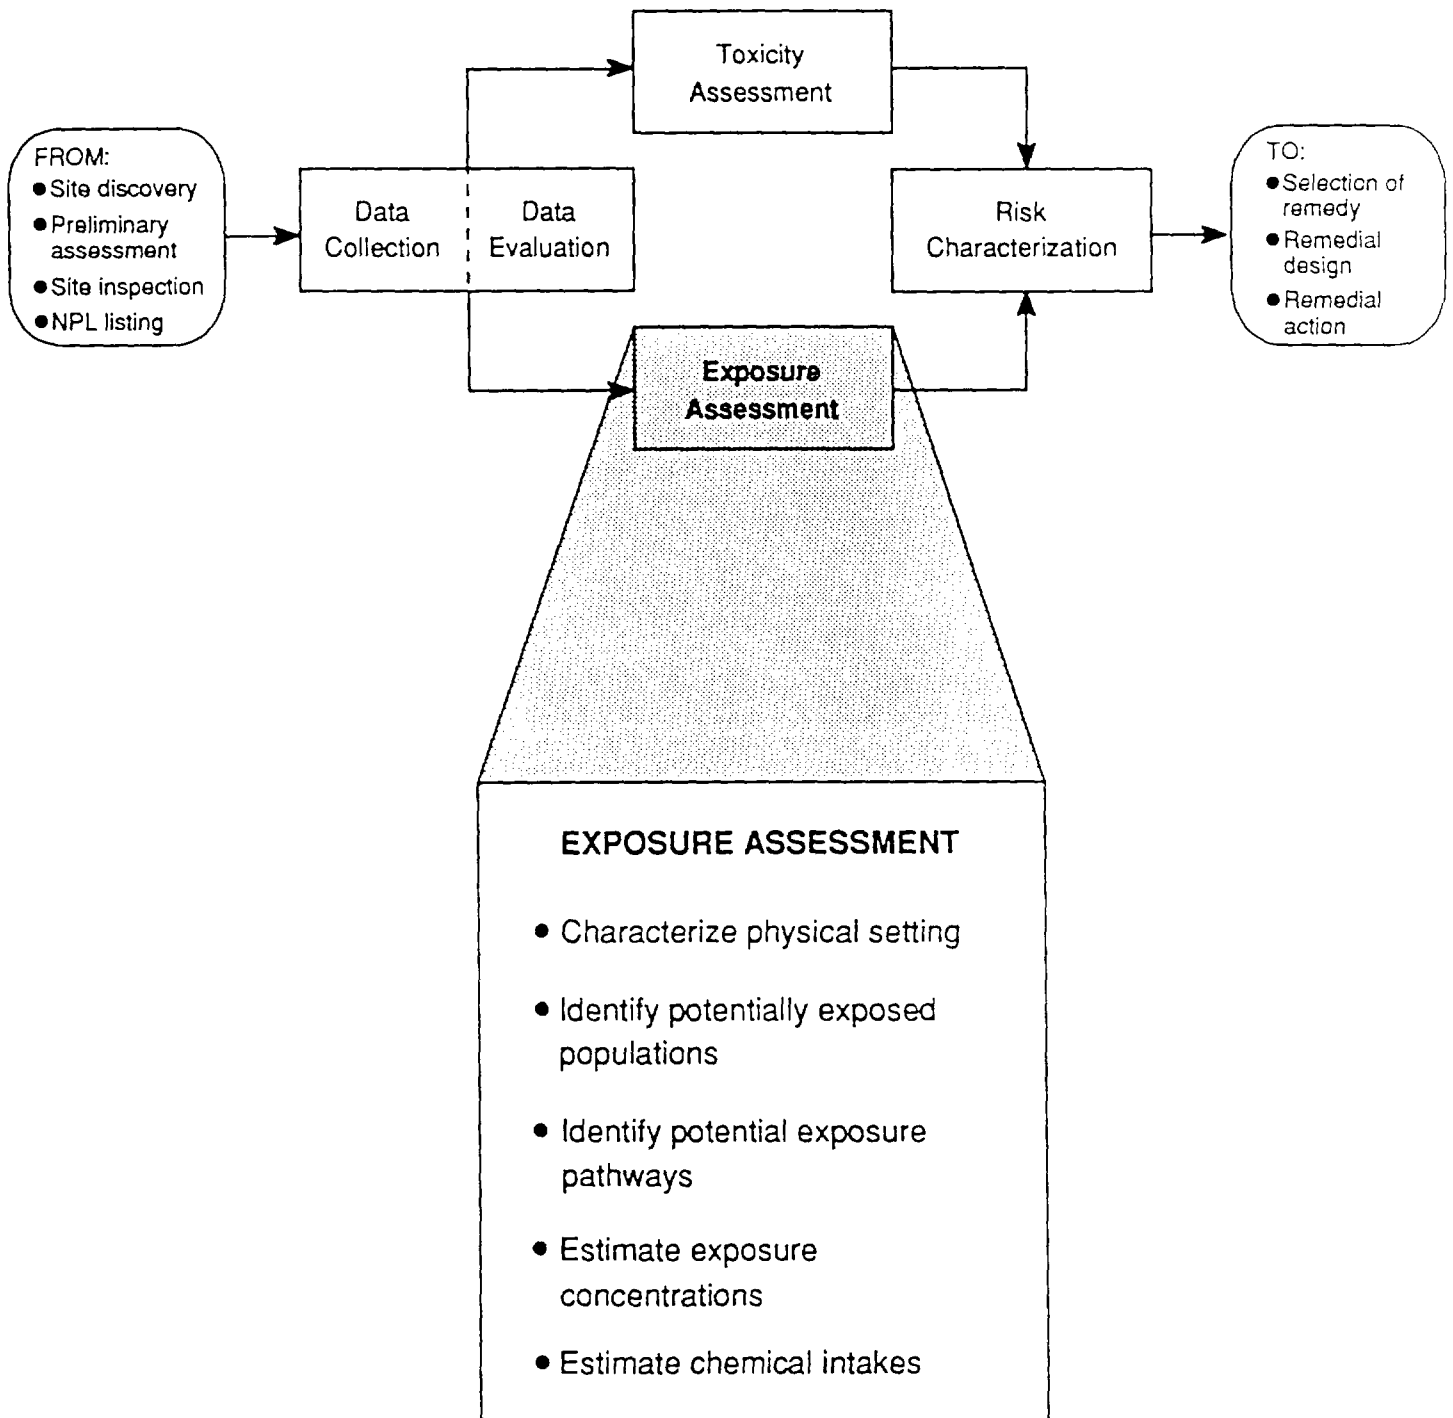 Toxicity
Assessment
FROM:
● Site discovery
● Preliminary
assessment
● Site inspection
● NPL listing
Data
Collection
Data
Evaluation
Risk
Characterization
TO:
● Selection of
remedy
● Remedial
design
● Remedial
action
Exposure
Assessment
EXPOSURE ASSESSMENT
● Characterize physical setting
● Identify potentially exposed
populations
● Identify potential exposure
pathways
● Estimate exposure
concentrations
● Estimate chemical intakes